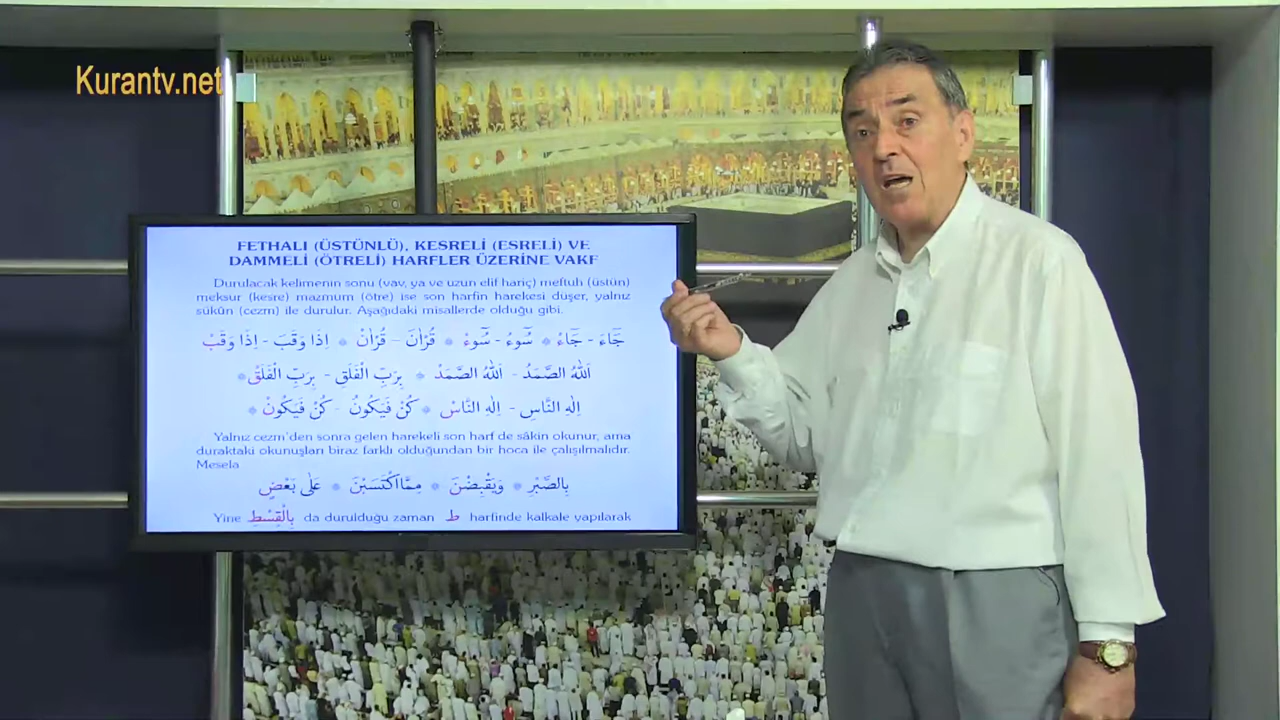 Kurantv.net
FETHALI (ÜSTÜNLÜ), KESRELİ (ESRELİ) VE
DAMMELİ (ÖTRELİ) HARFLER ÜZERİNE VAKF
Durulacak kelimenin sonu (vav, ya ve uzun elif hariç) meftuh (üstün)
meksur (kesre) mazmum (ötre) ise son harfin harekesi düşer, yalnız
sükûn (cezm) ile durulur. Aşağıdaki misallerde olduğu gibi.
جَٓاءَ - جَٓاءْ * سُٓوءُ - سُٓوءْ * قُرْاٰنَ - قُرْاٰنْ * اِذَا وَقَبَ - اِذَا وَقَبْ
اَللّٰهُ الصَّمَدُ - اَللّٰهُ الصَّمَدْ * بِرَبِّ الْفَلَقِ - بِرَبِّ الْفَلَقْ *
اِلٰهِ النَّاسِ - اِلٰهِ النَّاسْ * كُنْ فَيَكُونُ - كُنْ فَيَكُونْ *
Yalnız cezm'den sonra gelen harekeli son harf de sâkin okunur, ama
duraktaki okunuşları biraz farklı olduğundan bir hoca ile çalışılmalıdır.
Mesela
بِالصَّبْرِ * وَيَقْبِضْنَ * مِمَّااكْتَسَبْنَ * عَلٰى بَعْضٍ
Yine بِالْقِسْطِ da durulduğu zaman ط harfinde kalkale yapılarak